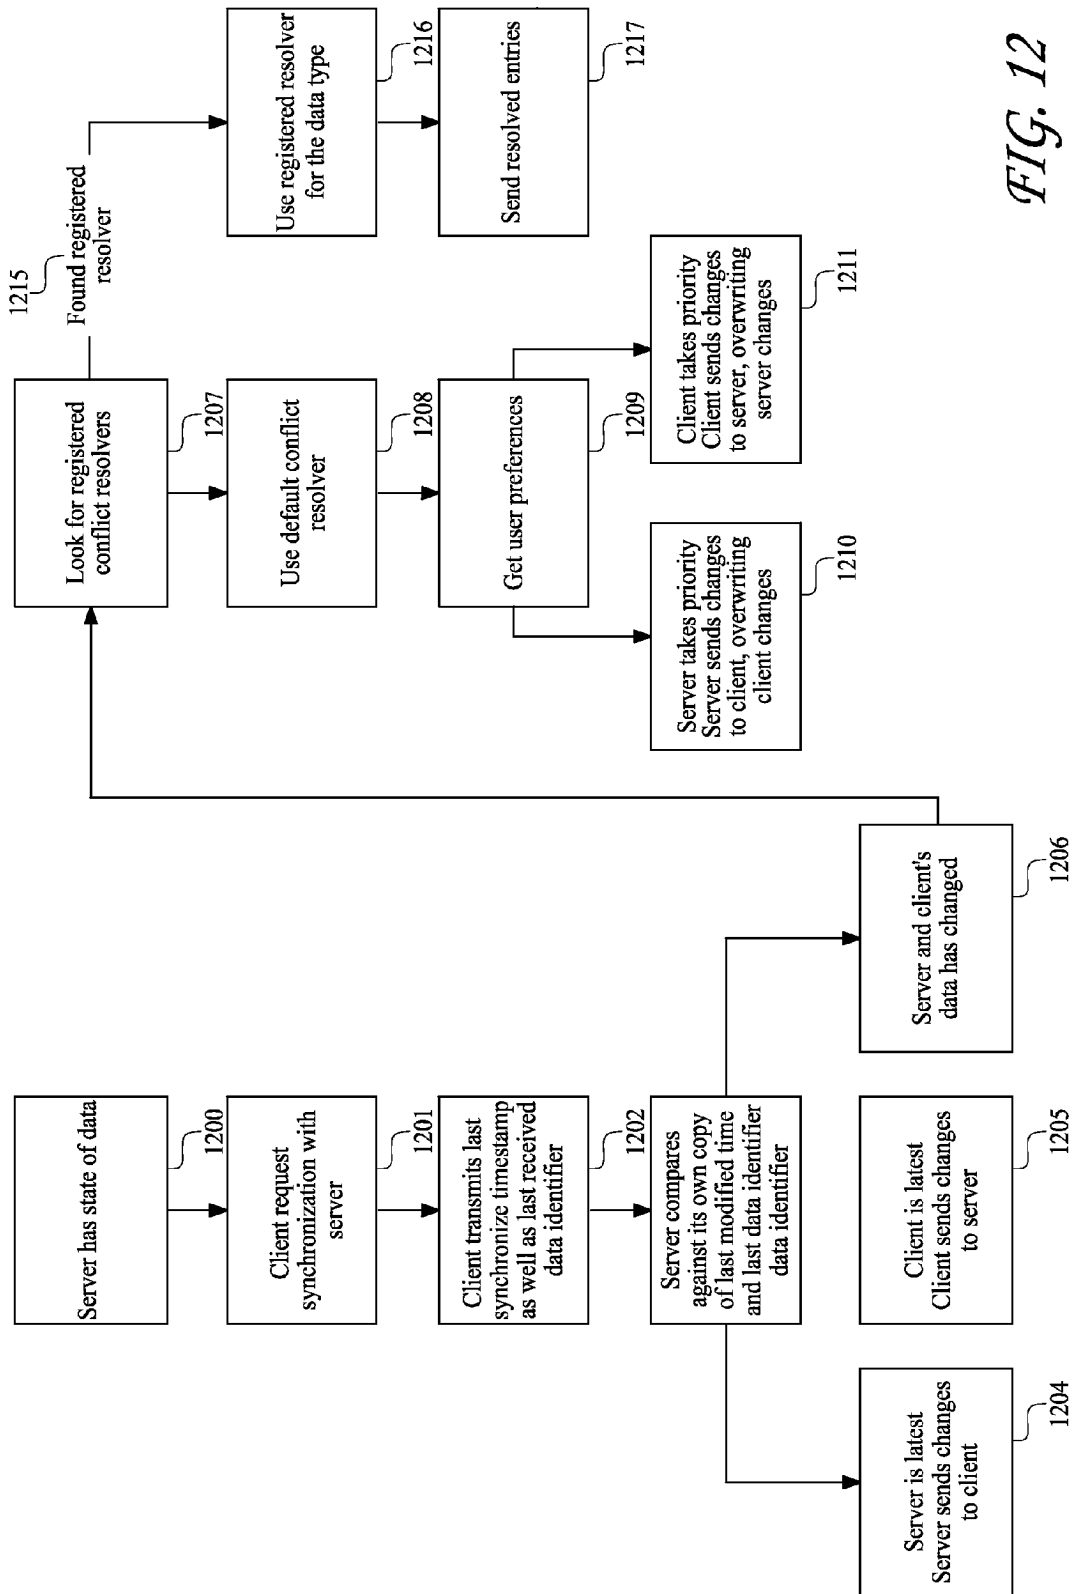 Server has state of data
1200
Client request
synchronization with
server
1201
Client transmits last
synchronize timestamp
as well as last received
data identifier
1202
Server compares
against its own copy
of last modified time
and last data identifier
data identifier
Server is latest
Server sends changes
to client
1204
Client is latest
Client sends changes
to server
1205
Server and client's
data has changed
1206
Look for registered
conflict resolvers
1207
Use default conflict
resolver
1208
Get user preferences
1209
Server takes priority
Server sends changes
to client, overwriting
client changes
1210
Client takes priority
Client sends changes
to server, overwriting
server changes
1211
1215
Found registered
resolver
Use registered resolver
for the data type
1216
Send resolved entries
1217
FIG. 12